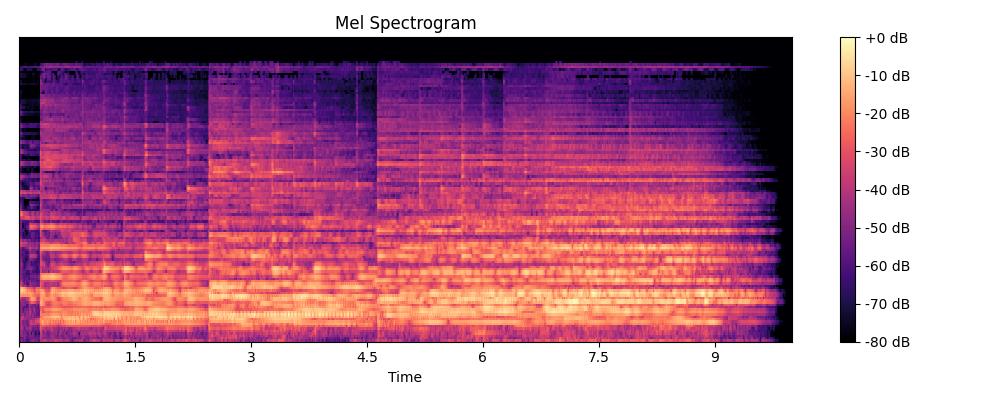 Mel Spectrogram
+0 dB
-10 dB
-20 dB
-30 dB
-40 dB
-50 dB
-60 dB
-70 dB
-80 dB
0 1.5 3 4.5 6 7.5 9
Time